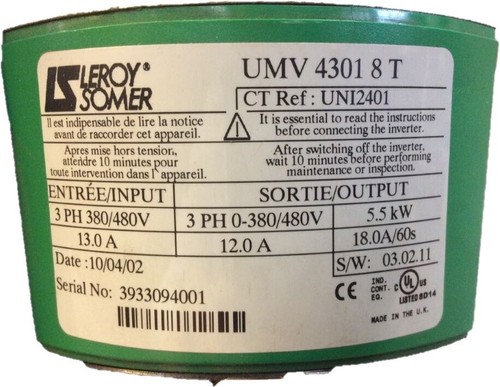 LS LEROY®
SOMER
UMV 4301 8 T
CT Ref : UNI2401
Il est indispensable de lire la notice
avant de raccorder cet appareil.
It is essential to read the instructions
before connecting the inverter.
Apres mise hors tension,
attendre 10 minutes pour
toute intervention dans l' appareil.
After switching off the inverter,
wait 10 minutes before performing
maintenance or inspection.
ENTRÉE/INPUT SORTIE/OUTPUT
3 PH 380/480V 3 PH 0-380/480V 5.5 kW
13.0 A 12.0 A 18.0A/60s
Date :10/04/02 S/W: 03.02.11
Serial No: 3933094001
CE IND. CONT. EQ. C UL US LISTED 8D14
MADE IN THE U.K.